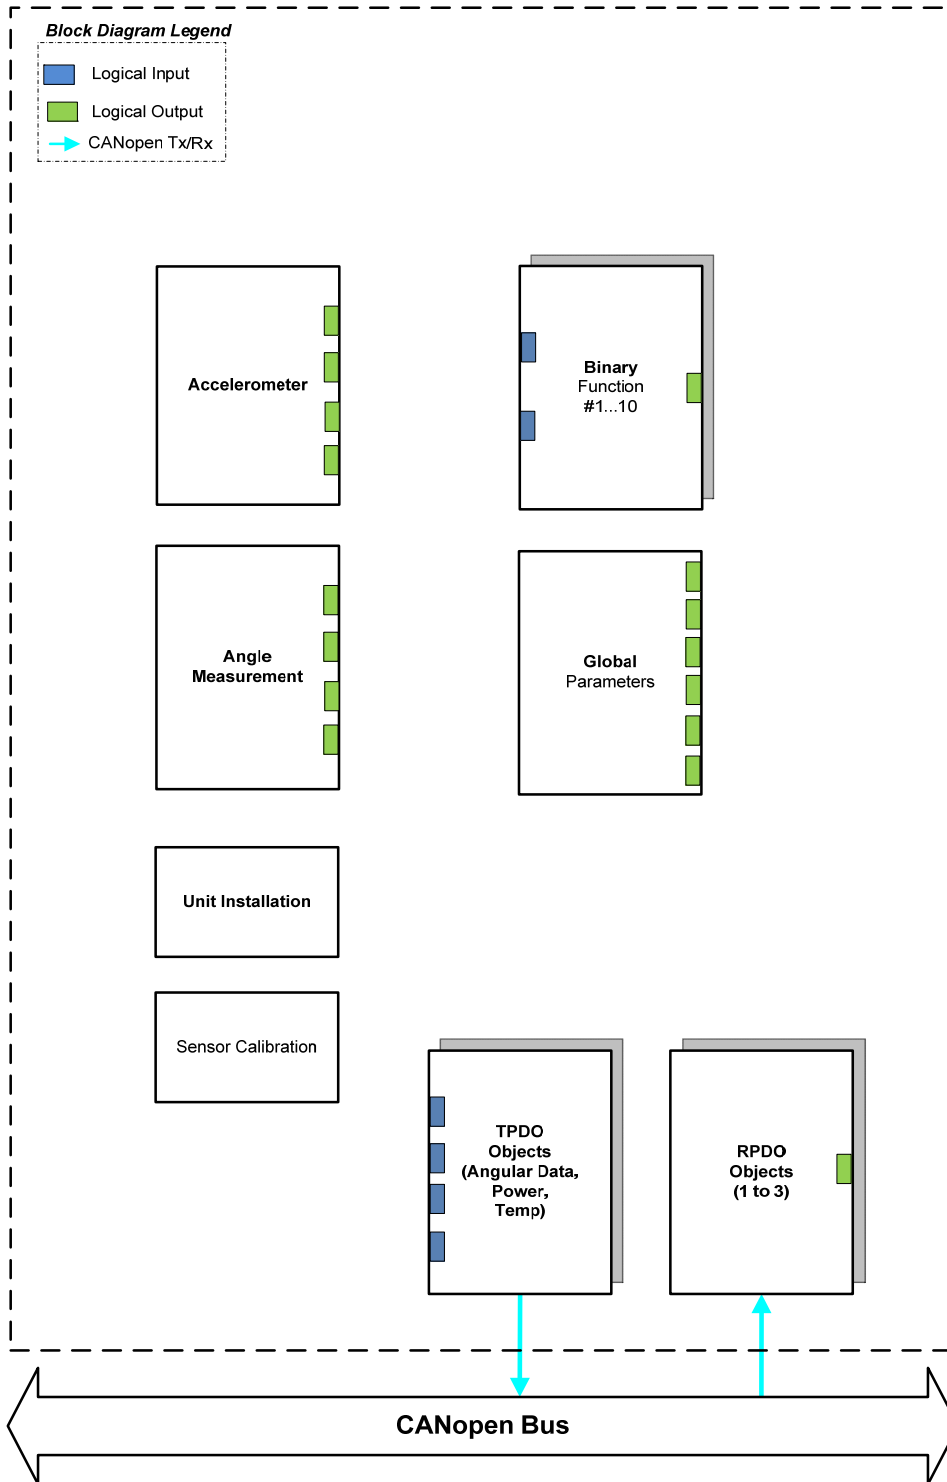 Block Diagram Legend
Logical Input
Logical Output
CANopen Tx/Rx
Accelerometer
Binary
Function
#1...10
Angle
Measurement
Global
Parameters
Unit Installation
Sensor Calibration
TPDO
Objects
(Angular Data,
Power,
Temp)
RPDO
Objects
(1 to 3)
CANopen Bus